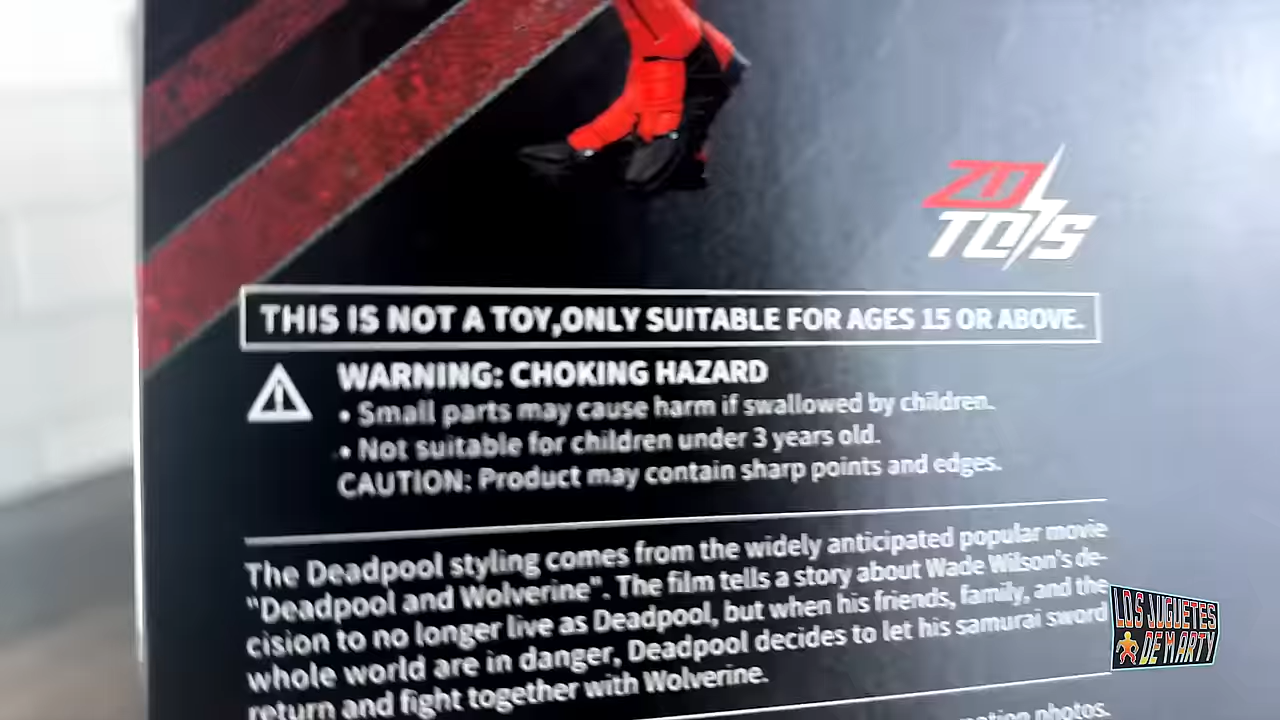 ZD
TOYS
THIS IS NOT A TOY,ONLY SUITABLE FOR AGES 15 OR ABOVE.
WARNING: CHOKING HAZARD
• Small parts may cause harm if swallowed by children.
• Not suitable for children under 3 years old.
CAUTION: Product may contain sharp points and edges.
The Deadpool styling comes from the widely anticipated popular movie
"Deadpool and Wolverine". The film tells a story about Wade Wilson's de-
cision to no longer live as Deadpool, but when his friends, family, and the
whole world are in danger, Deadpool decides to let his samurai sword
return and fight together with Wolverine.
photos.
LOS JUGUETES
DE MARTY